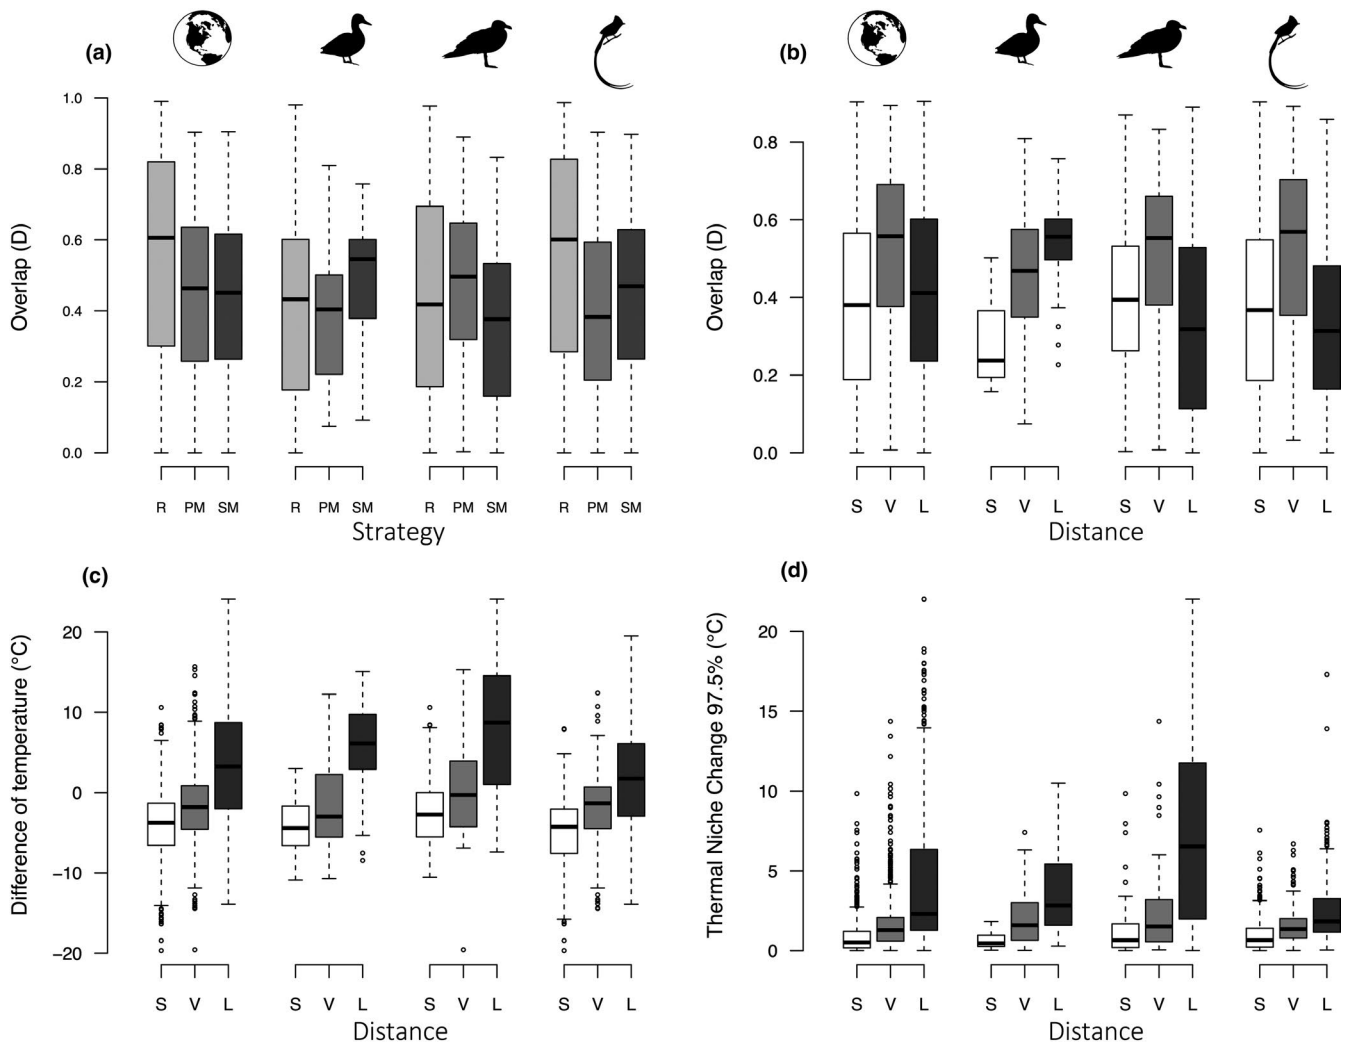 (a)
Overlap (D)
1.0
0.8
0.6
0.4
0.2
0.0
R PM SM R PM SM R PM SM R PM SM
Strategy
(b)
Overlap (D)
0.8
0.6
0.4
0.2
0.0
S V L S V L S V L S V L
Distance
(c)
Difference of temperature (°C)
20
10
0
−10
−20
S V L S V L S V L S V L
Distance
(d)
Thermal Niche Change 97.5% (°C)
20
15
10
5
0
S V L S V L S V L S V L
Distance